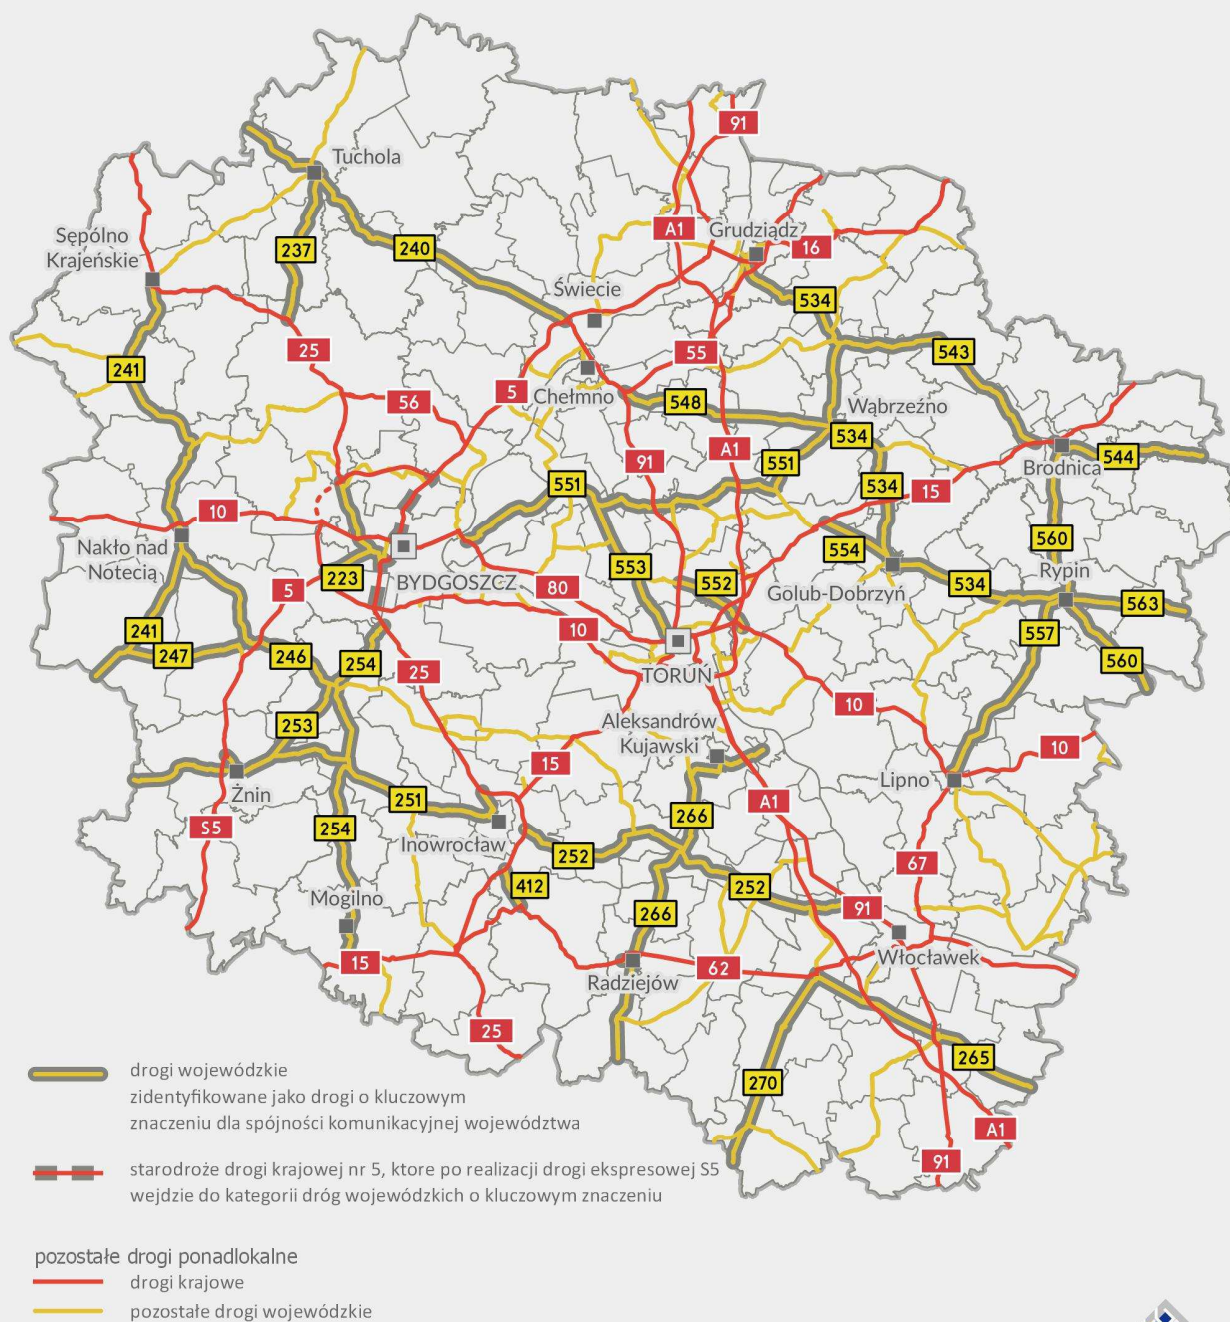 91
Tuchola
A1
Grudziądz
16
Sępólno
Krajeńskie
237
240
Świecie
534
25
55
543
241
5
56
Chełmno
548
Wąbrzeźno
534
91
A1
551
Brodnica
544
551
534
15
10
Nakło nad
Notecią
560
554
553
Rypin
223
BYDGOSZCZ
80
552
Golub-Dobrzyń
534
563
5
241
10
557
247
246
254
25
TORUŃ
560
10
253
Aleksandrów
Kujawski
10
15
Lipno
Żnin
251
A1
S5
254
266
Inowrocław
252
67
412
252
Mogilno
266
91
15
62
Włocławek
Radziejów
25
265
270
A1
91
drogi wojewódzkie
zidentyfikowane jako drogi o kluczowym
znaczeniu dla spójności komunikacyjnej województwa
starodroże drogi krajowej nr 5, ktore po realizacji drogi ekspresowej S5
wejdzie do kategorii dróg wojewódzkich o kluczowym znaczeniu
pozostałe drogi ponadlokalne
drogi krajowe
pozostałe drogi wojewódzkie